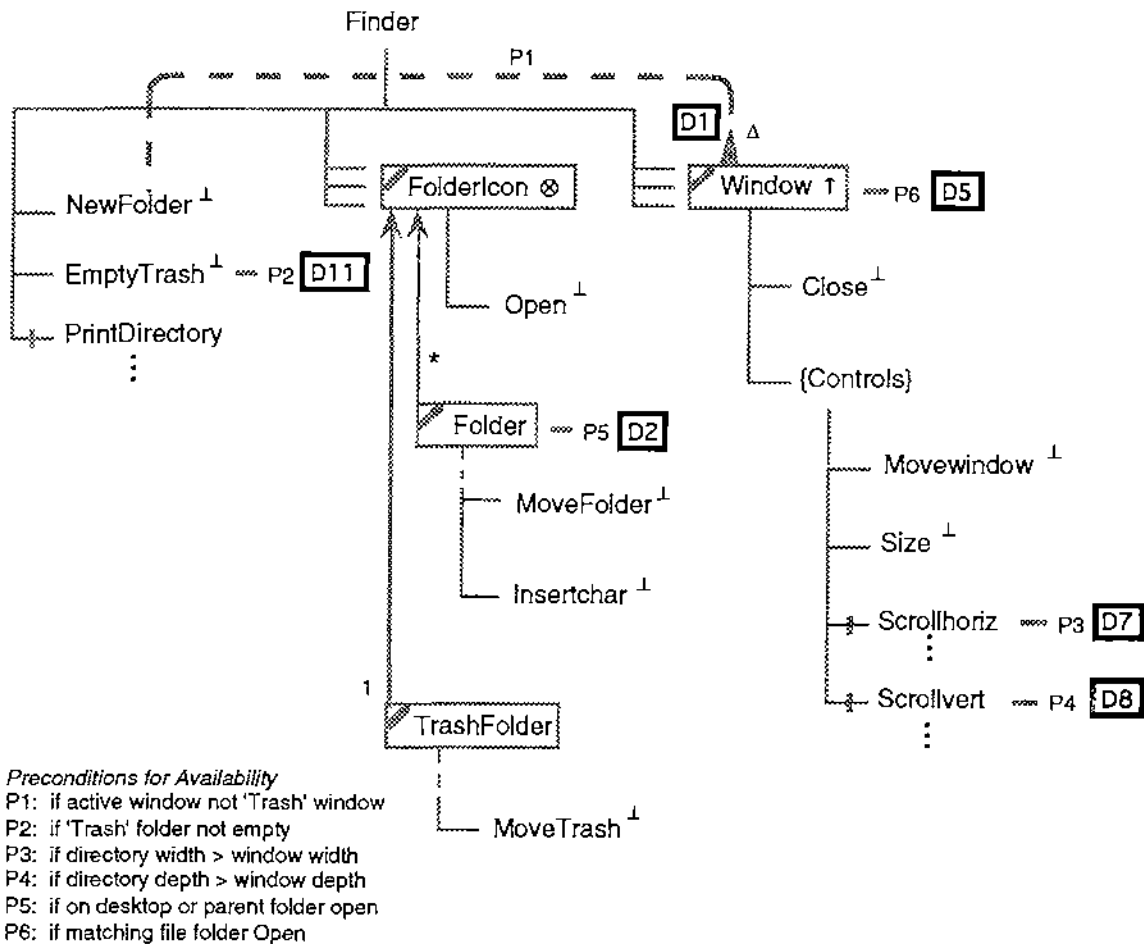 Finder
P1
D1 Δ
FolderIcon ⊗
Window ↑ P6 D5
NewFolder ⊥
EmptyTrash ⊥ P2 D11
PrintDirectory
Open ⊥
Close ⊥
*
{Controls}
Folder P5 D2
Movewindow ⊥
MoveFolder ⊥
Size ⊥
Insertchar ⊥
Scrollhoriz P3 D7
1
Scrollvert P4 D8
TrashFolder
MoveTrash ⊥
Preconditions for Availability
P1: if active window not 'Trash' window
P2: if 'Trash' folder not empty
P3: if directory width > window width
P4: if directory depth > window depth
P5: if on desktop or parent folder open
P6: if matching file folder Open